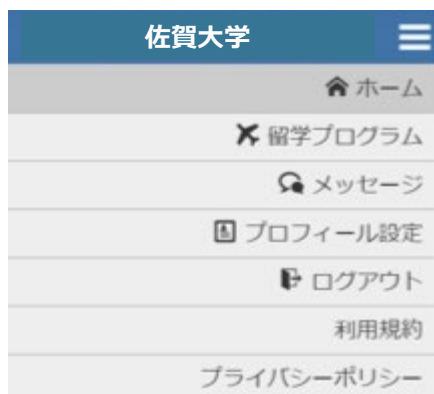 佐賀大学
ホーム
留学プログラム
メッセージ
プロフィール設定
ログアウト
利用規約
プライバシーポリシー